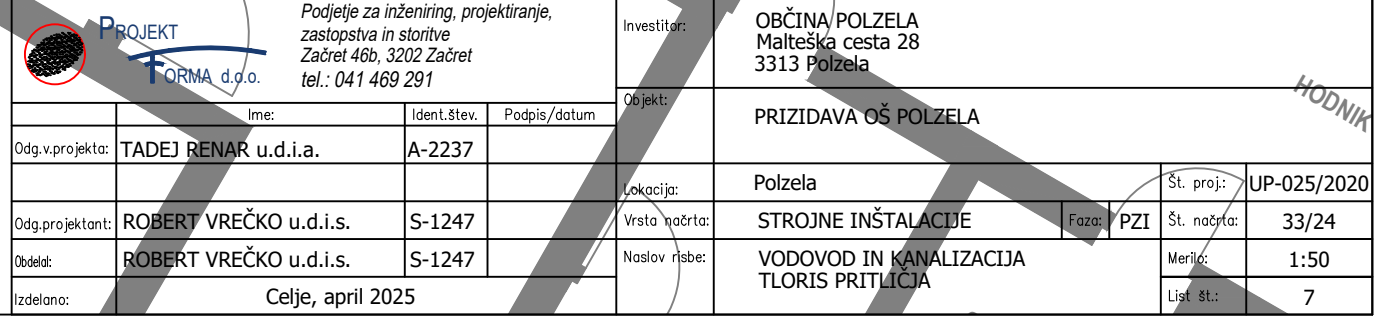 PROJEKT
FORMA d.o.o.
Podjetje za inženiring, projektiranje,
zastopstva in storitve
Začret 46b, 3202 Začret
tel.: 041 469 291
Ime: Ident.štev. Podpis/datum
Odg.v.projekta: TADEJ RENAR u.d.i.a. A-2237
Odg.projektant: ROBERT VREČKO u.d.i.s. S-1247
Obdelal: ROBERT VREČKO u.d.i.s. S-1247
Izdelano: Celje, april 2025
Investitor: OBČINA POLZELA
Malteška cesta 28
3313 Polzela
Objekt: PRIZIDAVA OŠ POLZELA
HODNIK
Lokacija: Polzela Št. proj.: UP-025/2020
Vrsta načrta: STROJNE INŠTALACIJE Faza: PZI Št. načrta: 33/24
Naslov risbe: VODOVOD IN KANALIZACIJA
TLORIS PRITLIČJA
Merilo: 1:50
List št.: 7